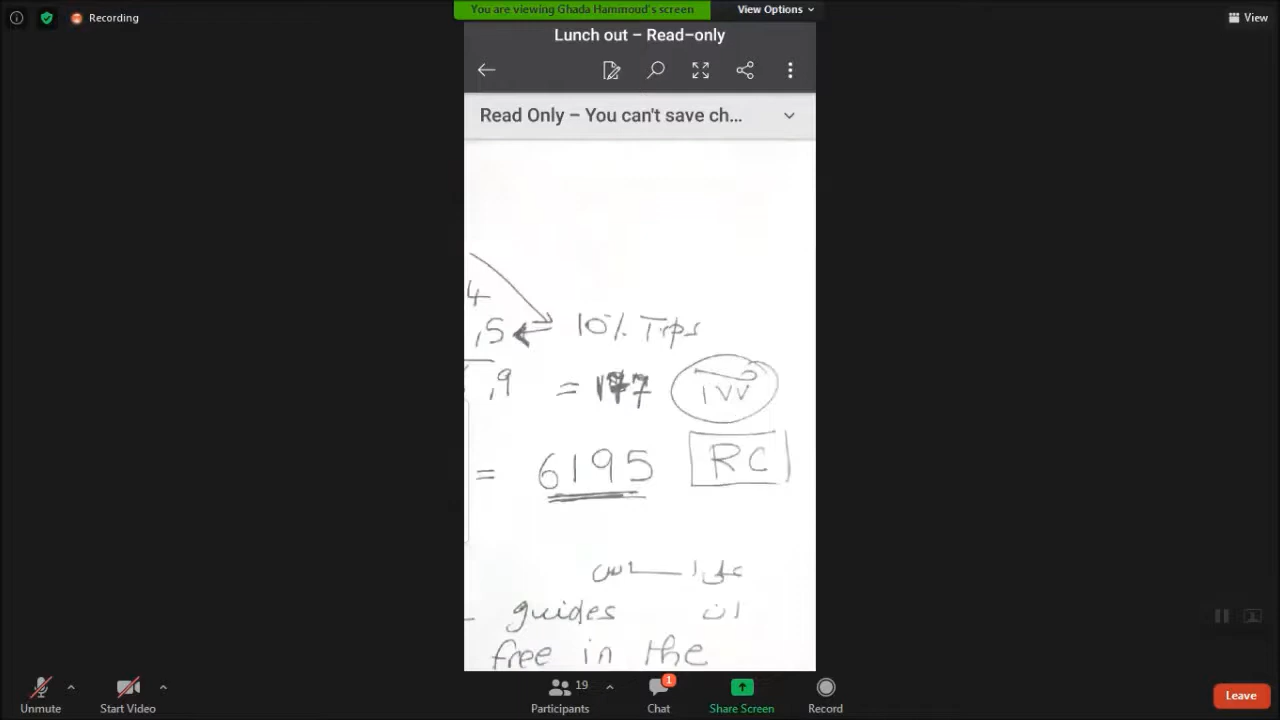 Recording
You are viewing Ghada Hammoud's screen
View Options
View
Lunch out – Read–only
Read Only – You can't save ch...
4
,5 10% Tips
,9 = 177 ١٧٧
= 6195 RC
على اساس
guides ان
free in the
Unmute
Start Video
19
Participants
1
Chat
Share Screen
Record
Leave